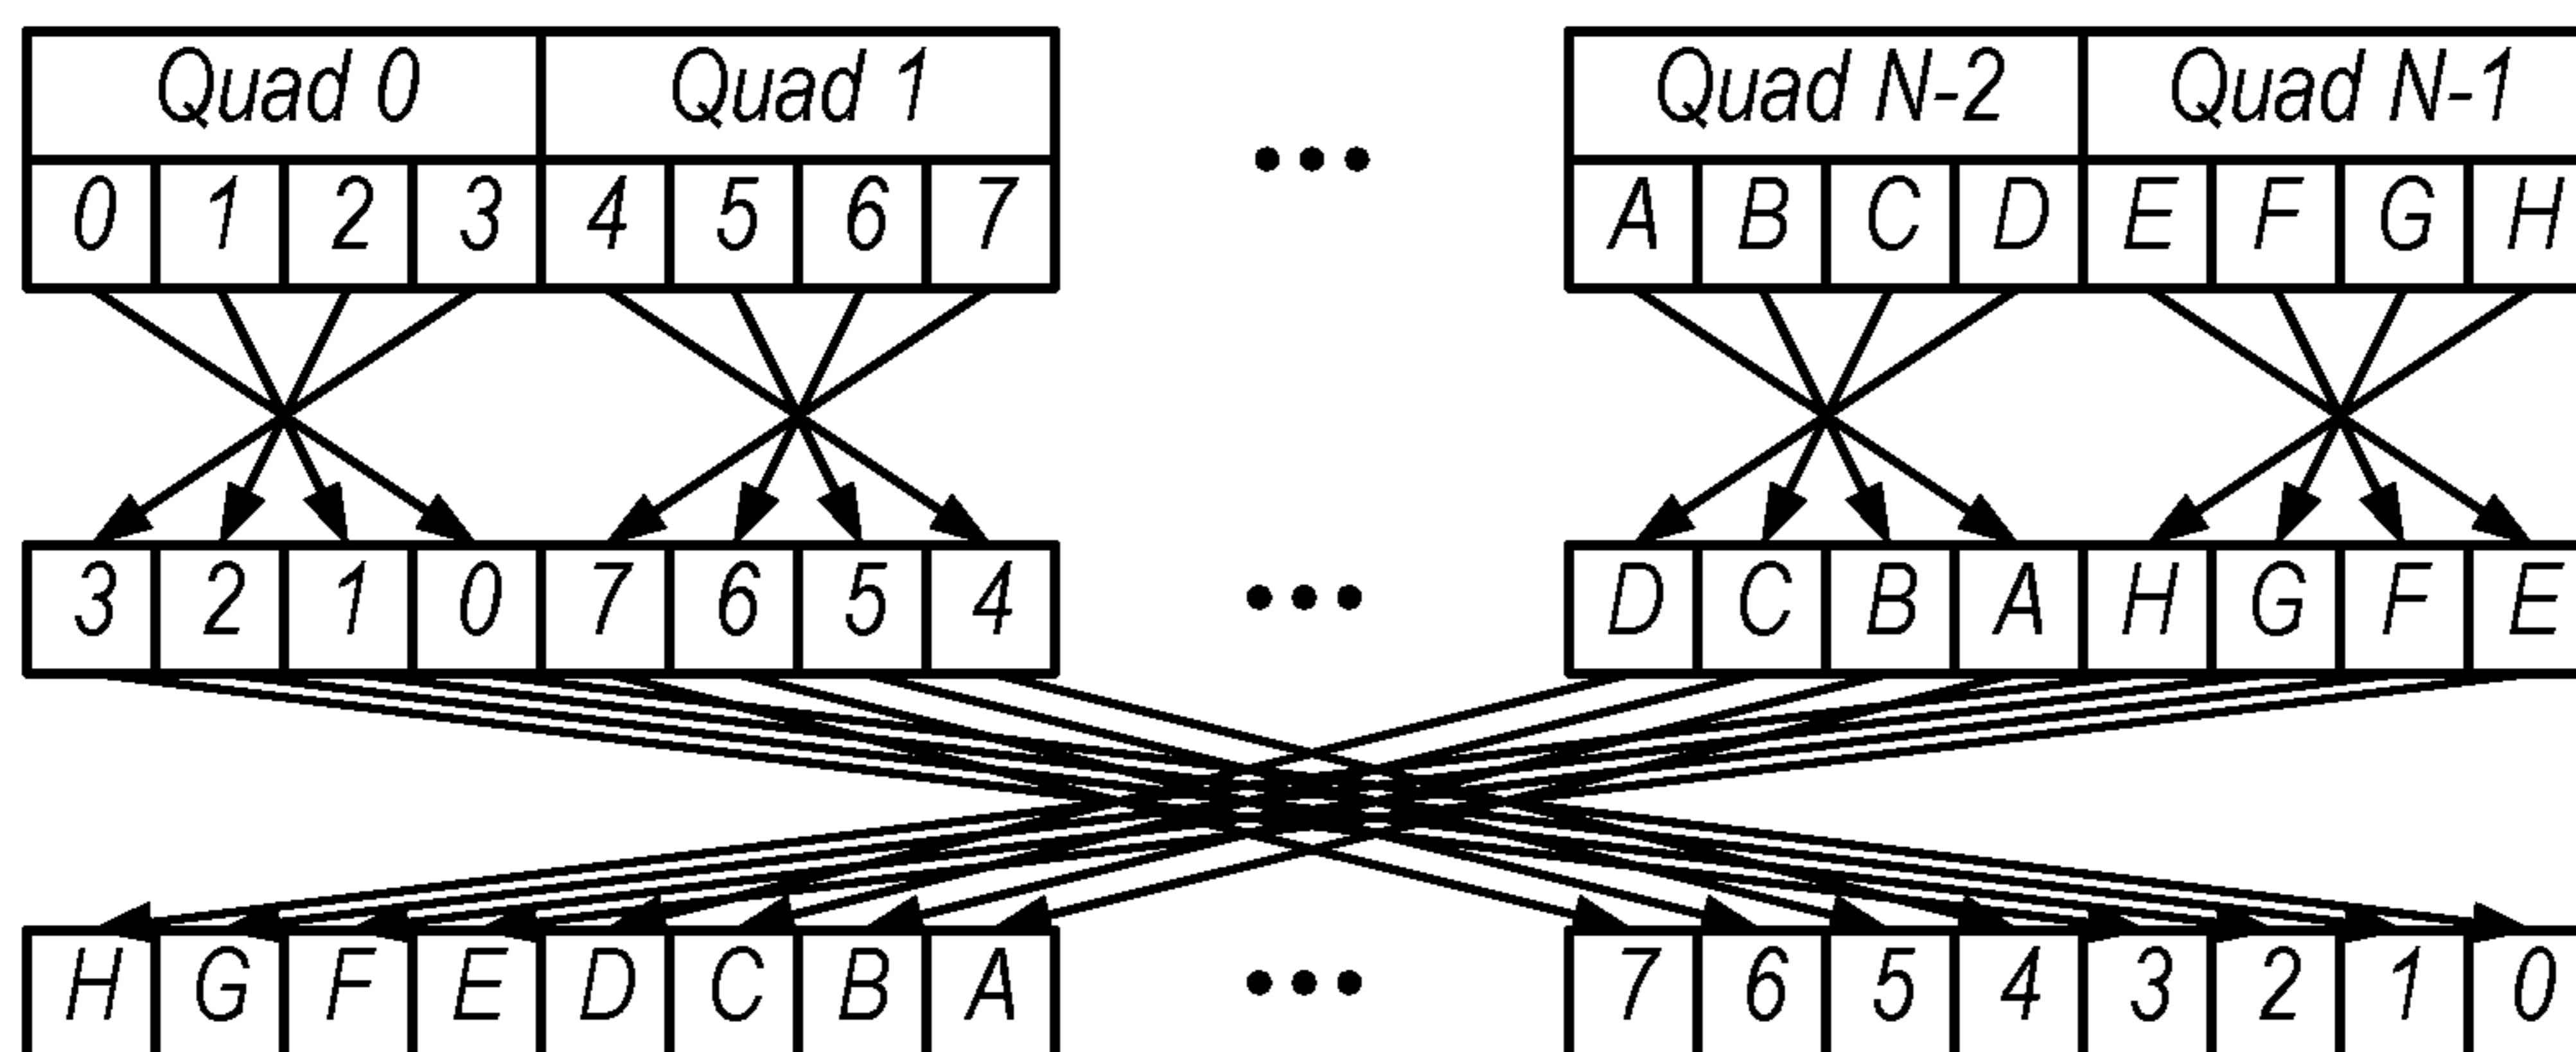 Quad 0 Quad 1 ••• Quad N-2 Quad N-1
0 1 2 3 4 5 6 7 A B C D E F G H
3 2 1 0 7 6 5 4 ••• D C B A H G F E
H G F E D C B A ••• 7 6 5 4 3 2 1 0